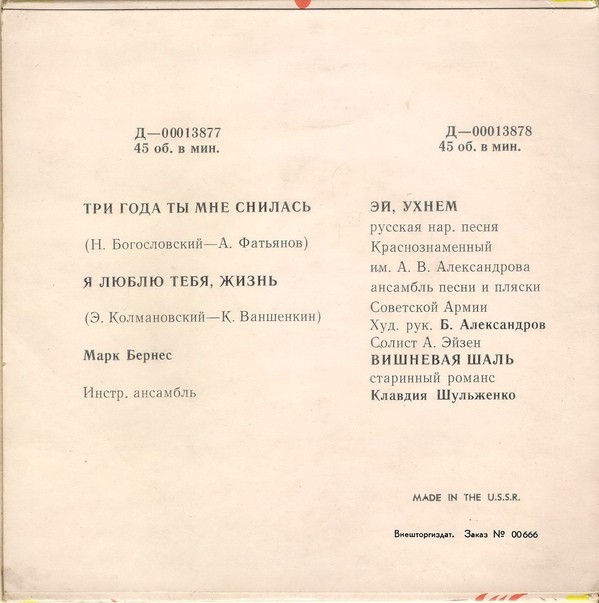 Д—00013877
45 об. в мин.
ТРИ ГОДА ТЫ МНЕ СНИЛАСЬ
(Н. Богословский—А. Фатьянов)
Я ЛЮБЛЮ ТЕБЯ, ЖИЗНЬ
(Э. Колмановский—К. Ваншенкин)
Марк Бернес
Инстр. ансамбль
Д—00013878
45 об. в мин.
ЭЙ, УХНЕМ
русская нар. песня
Краснознаменный
им. А. В. Александрова
ансамбль песни и пляски
Советской Армии
Худ. рук. Б. Александров
Солист А. Эйзен
ВИШНЕВАЯ ШАЛЬ
старинный романс
Клавдия Шульженко
MADE IN THE U.S.S.R.
Внешторгиздат. Заказ № 00666